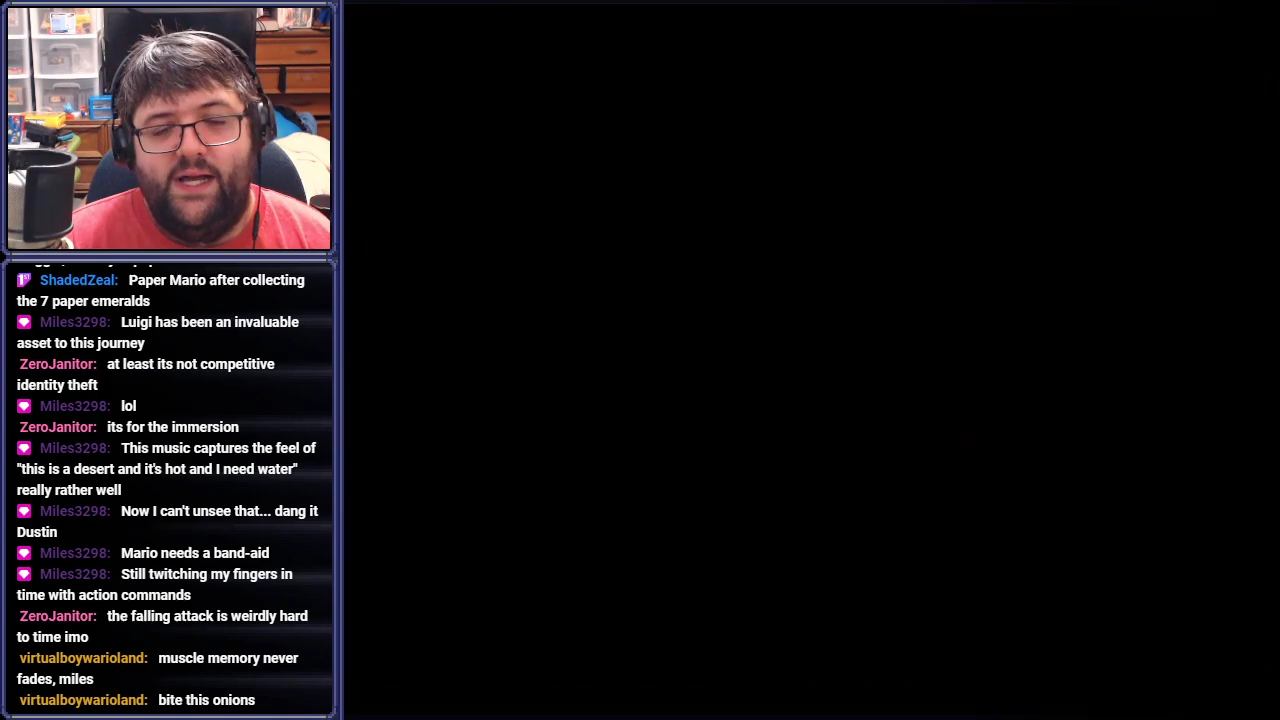 ShadedZeal: Paper Mario after collecting
the 7 paper emeralds
Miles3298: Luigi has been an invaluable
asset to this journey
ZeroJanitor: at least its not competitive
identity theft
Miles3298: lol
ZeroJanitor: its for the immersion
Miles3298: This music captures the feel of
"this is a desert and it's hot and I need water"
really rather well
Miles3298: Now I can't unsee that... dang it
Dustin
Miles3298: Mario needs a band-aid
Miles3298: Still twitching my fingers in
time with action commands
ZeroJanitor: the falling attack is weirdly hard
to time imo
virtualboywarioland: muscle memory never
fades, miles
virtualboywarioland: bite this onions